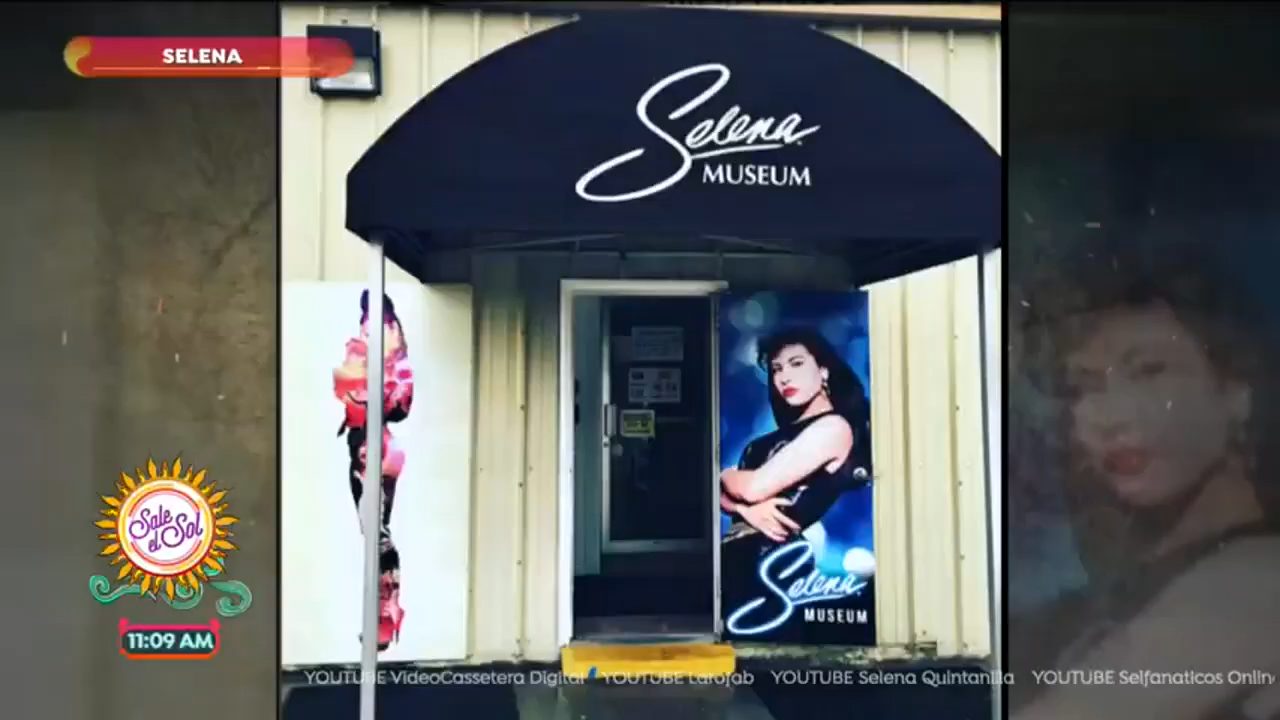 SELENA
Selena
MUSEUM
Selena
MUSEUM
Sale
el Sol
11:09 AM
YOUTUBE VideoCassetera Digital YOUTUBE Larofab YOUTUBE Selena Quintanilla YOUTUBE Selfanaticos Onlin